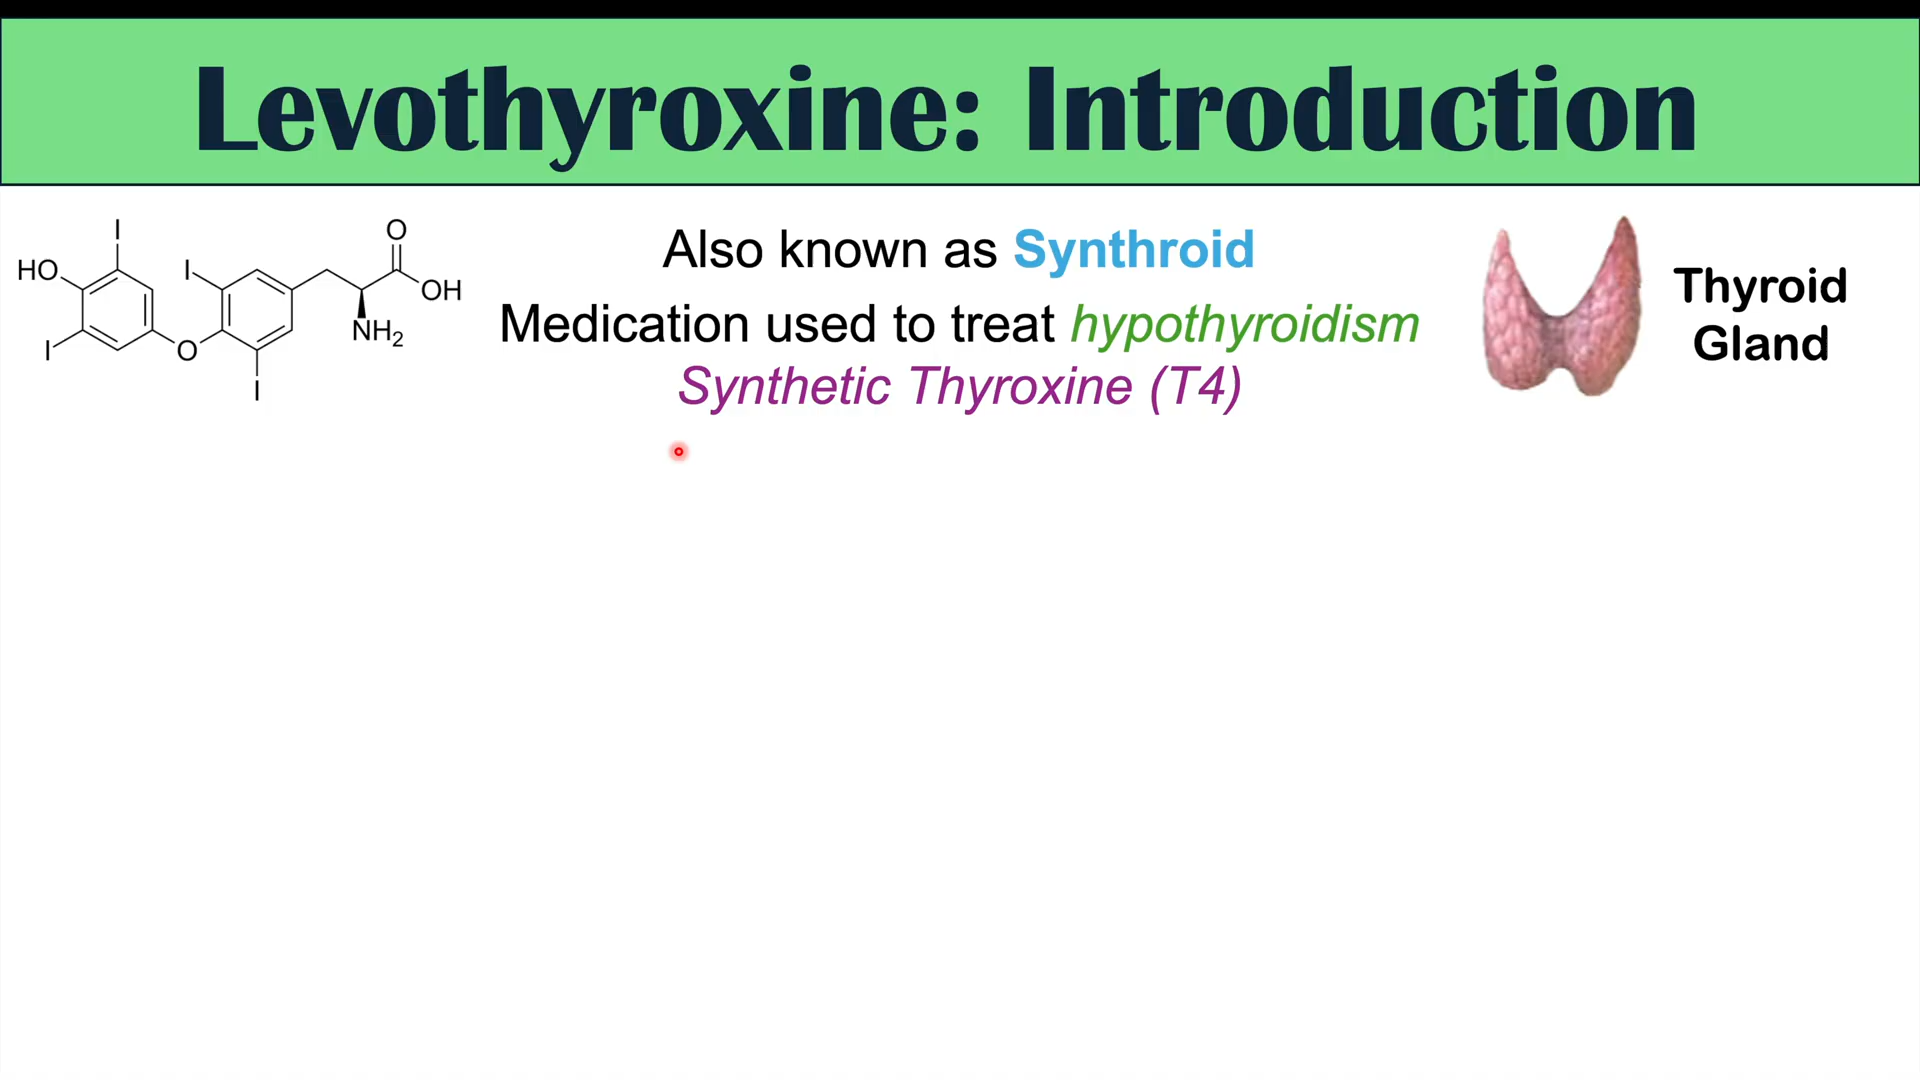 Levothyroxine: Introduction
Also known as Synthroid
Medication used to treat hypothyroidism
Synthetic Thyroxine (T4)
Thyroid
Gland
I
HO
I
O
I
I
O
OH
NH₂